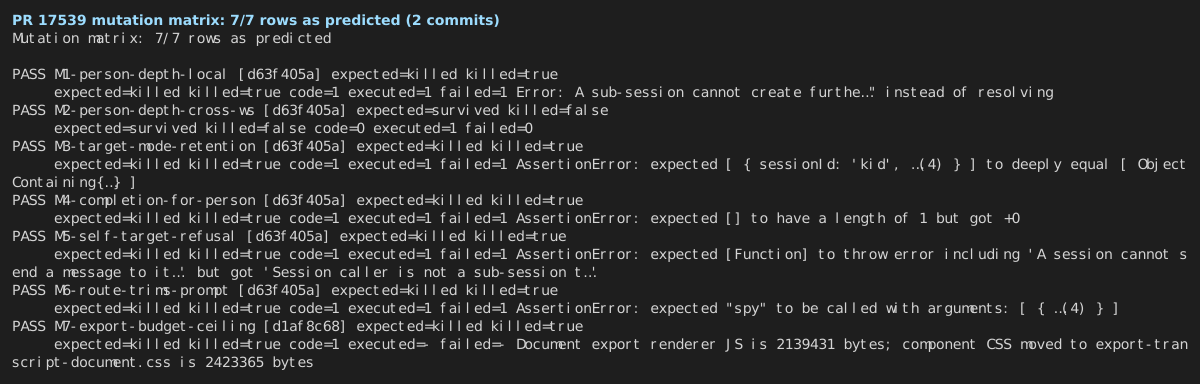 PR 17539 mutation matrix: 7/7 rows as predicted (2 commits)
Mutation matrix: 7/7 rows as predicted
PASS M1-person-depth-local [d63f405a] expected=killed killed=true
expected=killed killed=true code=1 executed=1 failed=1 Error: A sub-session cannot create furthe…" instead of resolving
PASS M2-person-depth-cross-ws [d63f405a] expected=survived killed=false
expected=survived killed=false code=0 executed=1 failed=0
PASS M3-target-mode-retention [d63f405a] expected=killed killed=true
expected=killed killed=true code=1 executed=1 failed=1 AssertionError: expected [ { sessionId: 'kid', …(4) } ] to deeply equal [ Object
Containing{…} ]
PASS M4-completion-for-person [d63f405a] expected=killed killed=true
expected=killed killed=true code=1 executed=1 failed=1 AssertionError: expected [] to have a length of 1 but got +0
PASS M5-self-target-refusal [d63f405a] expected=killed killed=true
expected=killed killed=true code=1 executed=1 failed=1 AssertionError: expected [Function] to throw error including 'A session cannot s
end a message to it…' but got 'Session caller is not a sub-session t…'
PASS M6-route-trims-prompt [d63f405a] expected=killed killed=true
expected=killed killed=true code=1 executed=1 failed=1 AssertionError: expected "spy" to be called with arguments: [ { …(4) } ]
PASS M7-export-budget-ceiling [d1af8c68] expected=killed killed=true
expected=killed killed=true code=1 executed=- failed=- Document export renderer JS is 2139431 bytes; component CSS moved to export-tran
script-document.css is 2423365 bytes